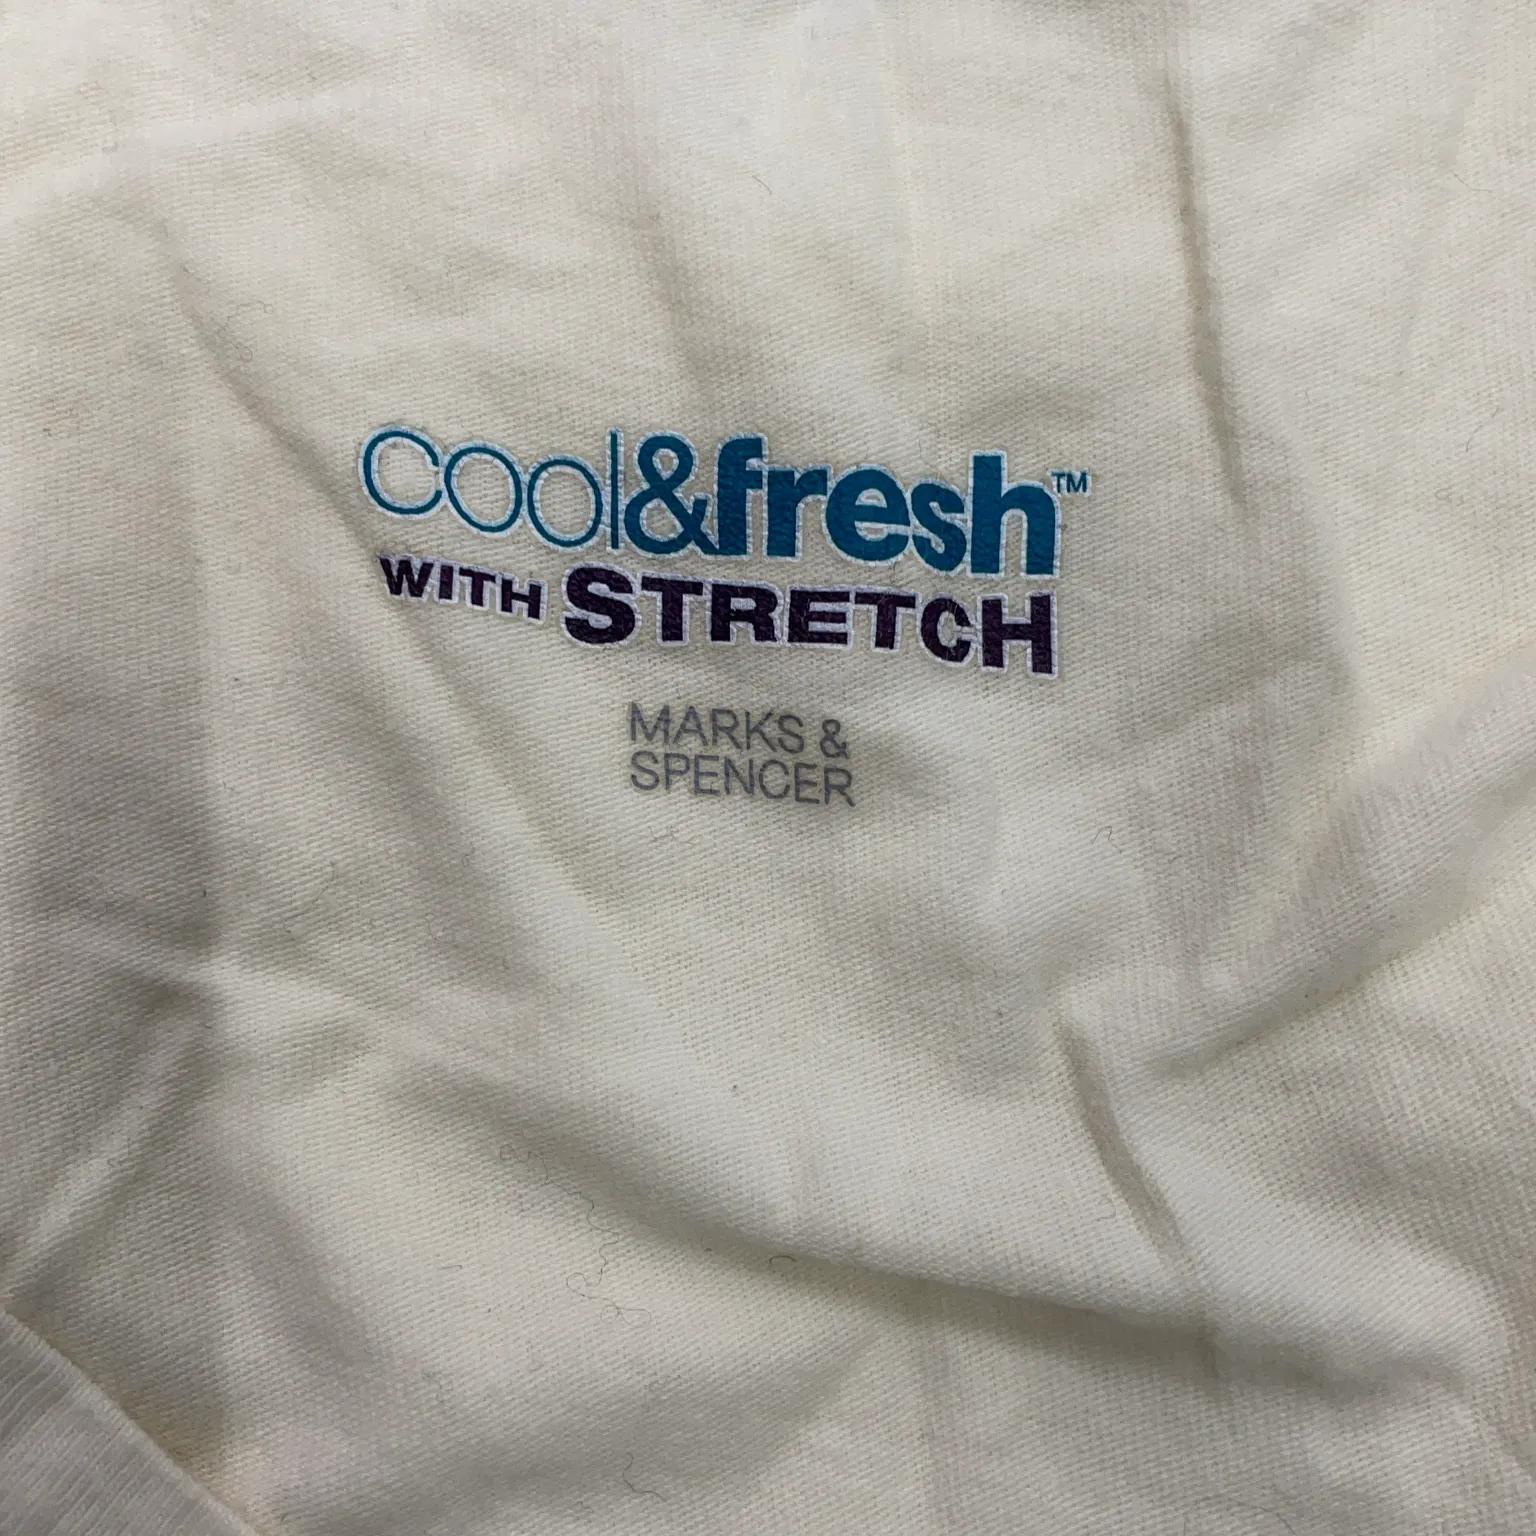 cool&fresh™
WITH STRETCH
MARKS &
SPENCER